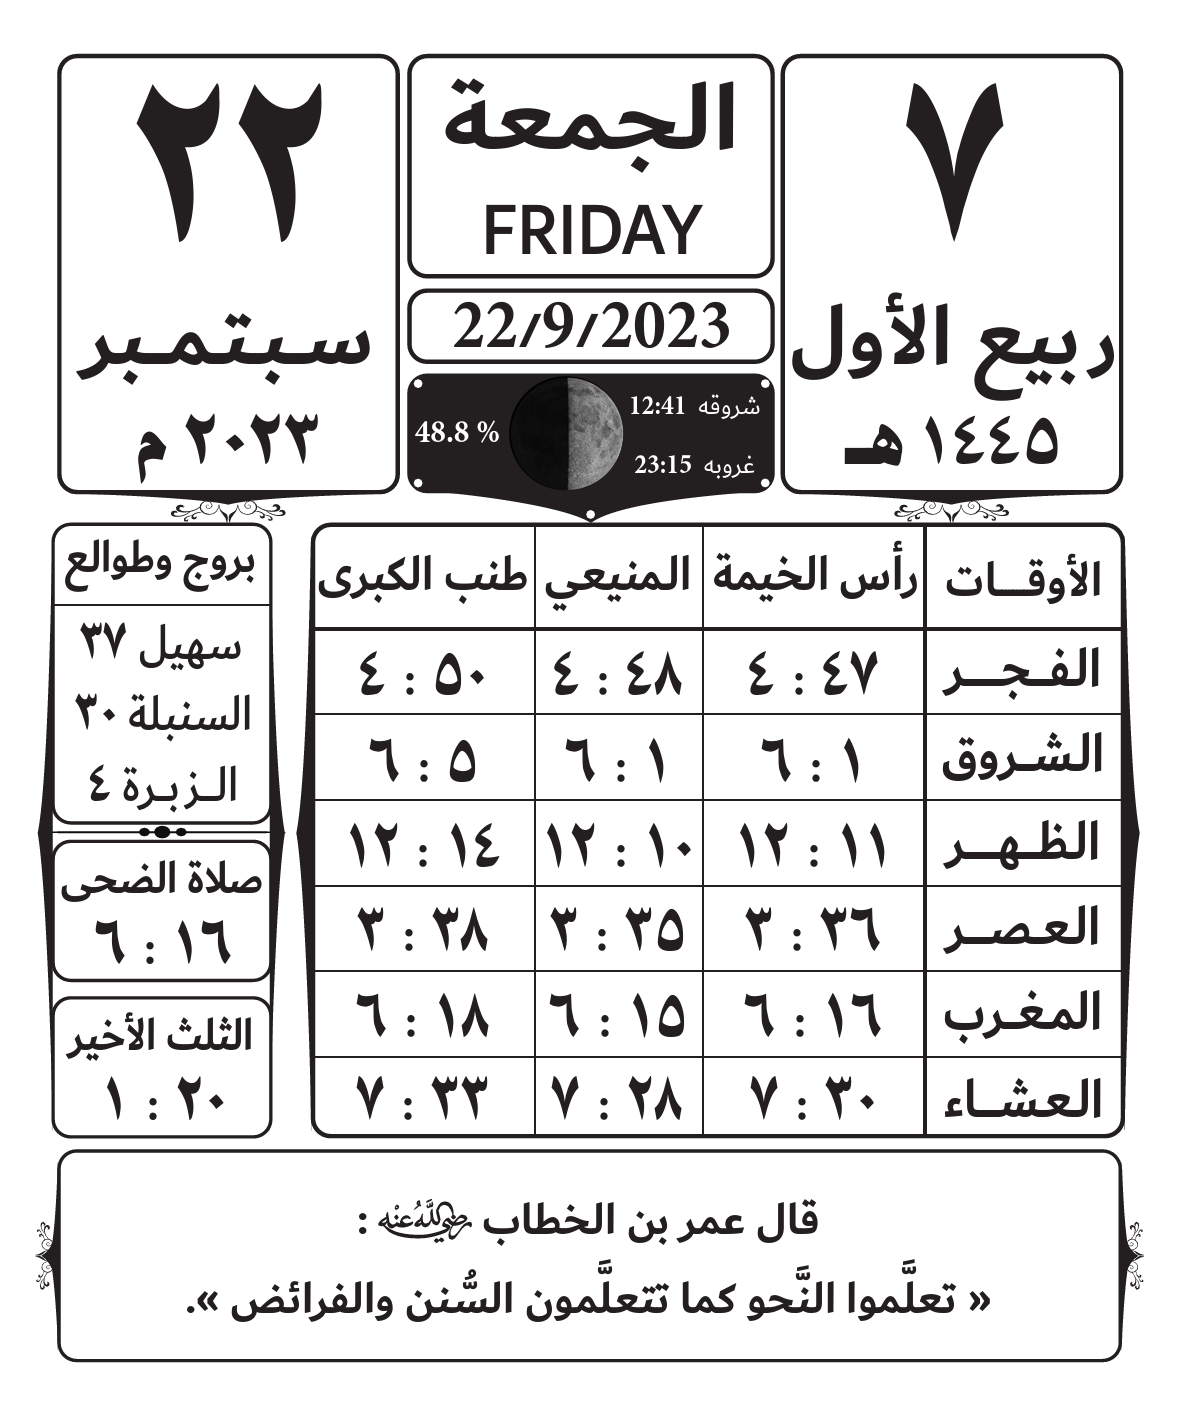 ٧
ربيع الأول
١٤٤٥ هـ
الجمعة
FRIDAY
22/9/2023
شروقه 12:41
غروبه 23:15
48.8 %
٢٢
سبتمبر
٢٠٢٣ م
الأوقات رأس الخيمة المنيعي طنب الكبرى
الفجر ٤ : ٤٧ ٤ : ٤٨ ٤ : ٥٠
الشروق ٦ : ١ ٦ : ١ ٦ : ٥
الظهر ١٢ : ١١ ١٢ : ١٠ ١٢ : ١٤
العصر ٣ : ٣٦ ٣ : ٣٥ ٣ : ٣٨
المغرب ٦ : ١٦ ٦ : ١٥ ٦ : ١٨
العشاء ٧ : ٣٠ ٧ : ٢٨ ٧ : ٣٣
بروج وطوالع
سهيل ٣٧
السنبلة ٣٠
الزبرة ٤
صلاة الضحى
٦ : ١٦
الثلث الأخير
١ : ٢٠
قال عمر بن الخطاب رضي الله عنه :
« تعلَّموا النَّحو كما تتعلَّمون السُّنن والفرائض ».